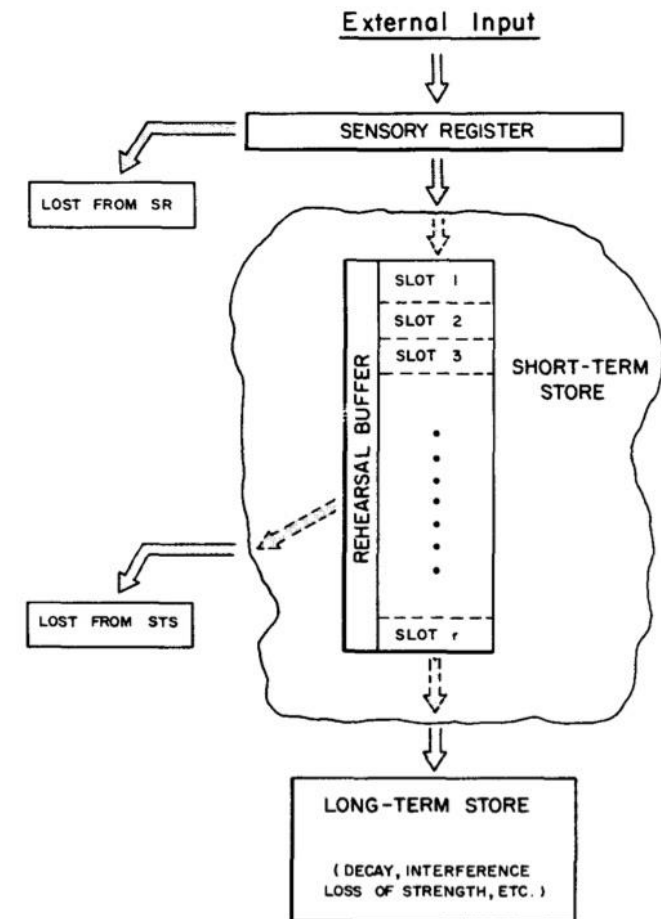 External Input
SENSORY REGISTER
LOST FROM SR
REHEARSAL BUFFER
SLOT 1
SLOT 2
SLOT 3
SHORT-TERM
STORE
LOST FROM STS
SLOT r
LONG-TERM STORE
(DECAY, INTERFERENCE
LOSS OF STRENGTH, ETC.)